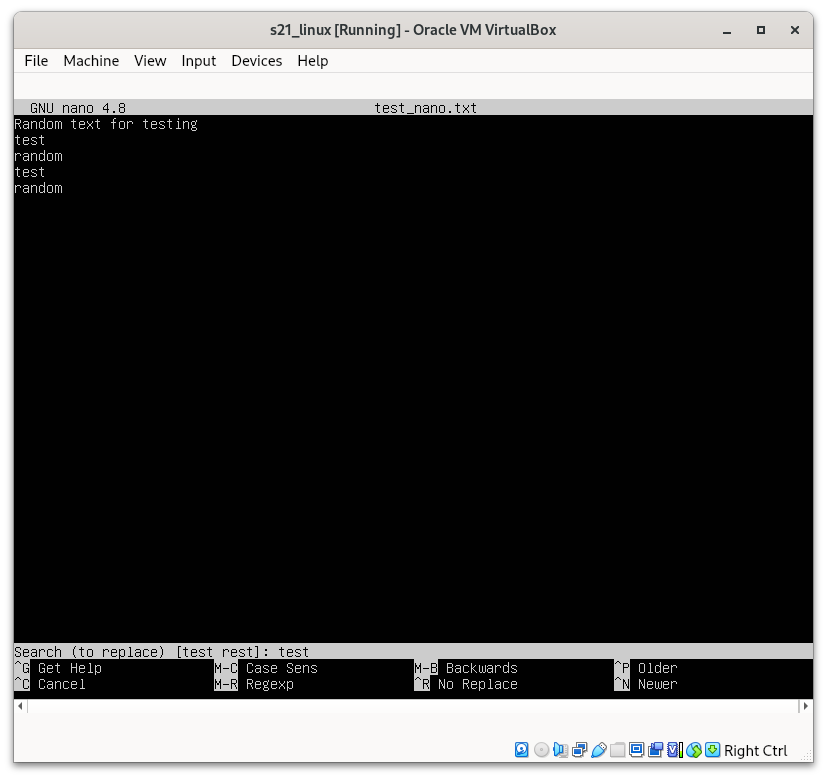 s21_linux [Running] - Oracle VM VirtualBox
File Machine View Input Devices Help
GNU nano 4.8 test_nano.txt
Random text for testing
test
random
test
random
Search (to replace) [test rest]: test
^G Get Help M-C Case Sens M-B Backwards ^P Older
^C Cancel M-R Regexp ^R No Replace ^N Newer
Right Ctrl